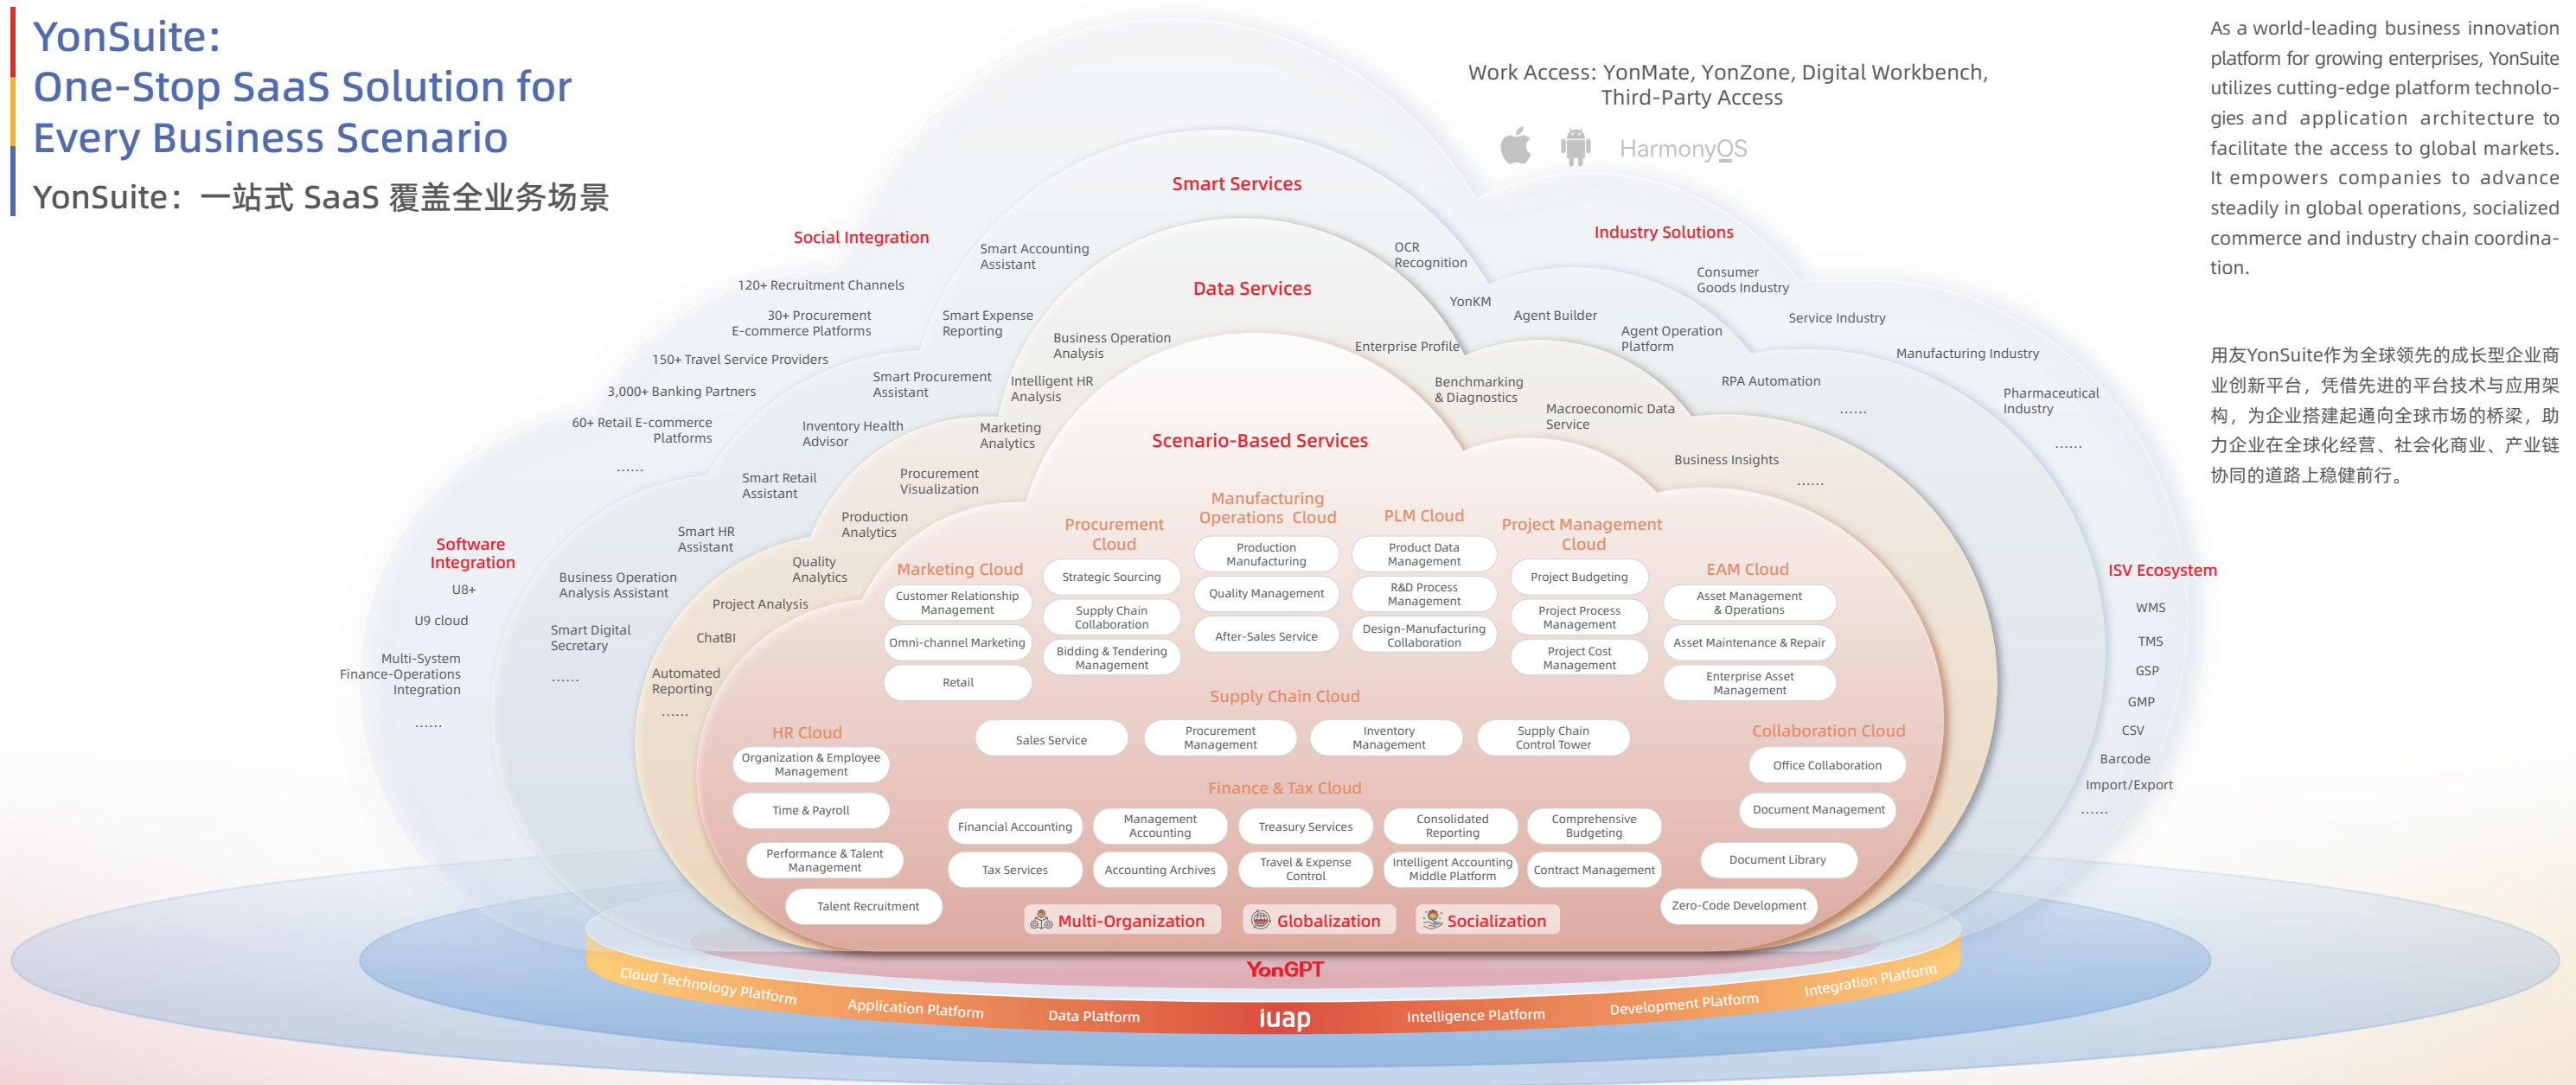 YonSuite:
One-Stop SaaS Solution for
Every Business Scenario
YonSuite：一站式 SaaS 覆盖全业务场景
Work Access: YonMate, YonZone, Digital Workbench,
Third-Party Access
HarmonyOS
As a world-leading business innovation
platform for growing enterprises, YonSuite
utilizes cutting-edge platform technolo-
gies and application architecture to
facilitate the access to global markets.
It empowers companies to advance
steadily in global operations, socialized
commerce and industry chain coordina-
tion.
用友YonSuite作为全球领先的成长型企业商
业创新平台，凭借先进的平台技术与应用架
构，为企业搭建起通向全球市场的桥梁，助
力企业在全球化经营、社会化商业、产业链
协同的道路上稳健前行。
Social Integration
120+ Recruitment Channels
30+ Procurement
E-commerce Platforms
150+ Travel Service Providers
3,000+ Banking Partners
60+ Retail E-commerce
Platforms
......
Software
Integration
U8+
U9 cloud
Multi-System
Finance-Operations
Integration
......
Smart Services
Smart Accounting
Assistant
Smart Expense
Reporting
Smart Procurement
Assistant
Inventory Health
Advisor
Smart Retail
Assistant
Smart HR
Assistant
Business Operation
Analysis Assistant
Smart Digital
Secretary
......
OCR
Recognition
YonKM
Agent Builder
Agent Operation
Platform
RPA Automation
......
Industry Solutions
Consumer
Goods Industry
Service Industry
Manufacturing Industry
Pharmaceutical
Industry
......
ISV Ecosystem
WMS
TMS
GSP
GMP
CSV
Barcode
Import/Export
......
Data Services
Business Operation
Analysis
Intelligent HR
Analysis
Marketing
Analytics
Procurement
Visualization
Production
Analytics
Quality
Analytics
Project Analysis
ChatBI
Automated
Reporting
......
Enterprise Profile
Benchmarking
& Diagnostics
Macroeconomic Data
Service
Business Insights
......
Scenario-Based Services
Marketing Cloud
Customer Relationship
Management
Omni-channel Marketing
Retail
Procurement
Cloud
Strategic Sourcing
Supply Chain
Collaboration
Bidding & Tendering
Management
Manufacturing
Operations Cloud
Production
Manufacturing
Quality Management
After-Sales Service
PLM Cloud
Product Data
Management
R&D Process
Management
Design-Manufacturing
Collaboration
Project Management
Cloud
Project Budgeting
Project Process
Management
Project Cost
Management
EAM Cloud
Asset Management
& Operations
Asset Maintenance & Repair
Enterprise Asset
Management
Supply Chain Cloud
Sales Service
Procurement
Management
Inventory
Management
Supply Chain
Control Tower
HR Cloud
Organization & Employee
Management
Time & Payroll
Performance & Talent
Management
Talent Recruitment
Finance & Tax Cloud
Financial Accounting
Management
Accounting
Treasury Services
Consolidated
Reporting
Comprehensive
Budgeting
Tax Services
Accounting Archives
Travel & Expense
Control
Intelligent Accounting
Middle Platform
Contract Management
Collaboration Cloud
Office Collaboration
Document Management
Document Library
Zero-Code Development
Multi-Organization
Globalization
Socialization
YonGPT
Cloud Technology Platform
Application Platform
Data Platform
iuap
Intelligence Platform
Development Platform
Integration Platform